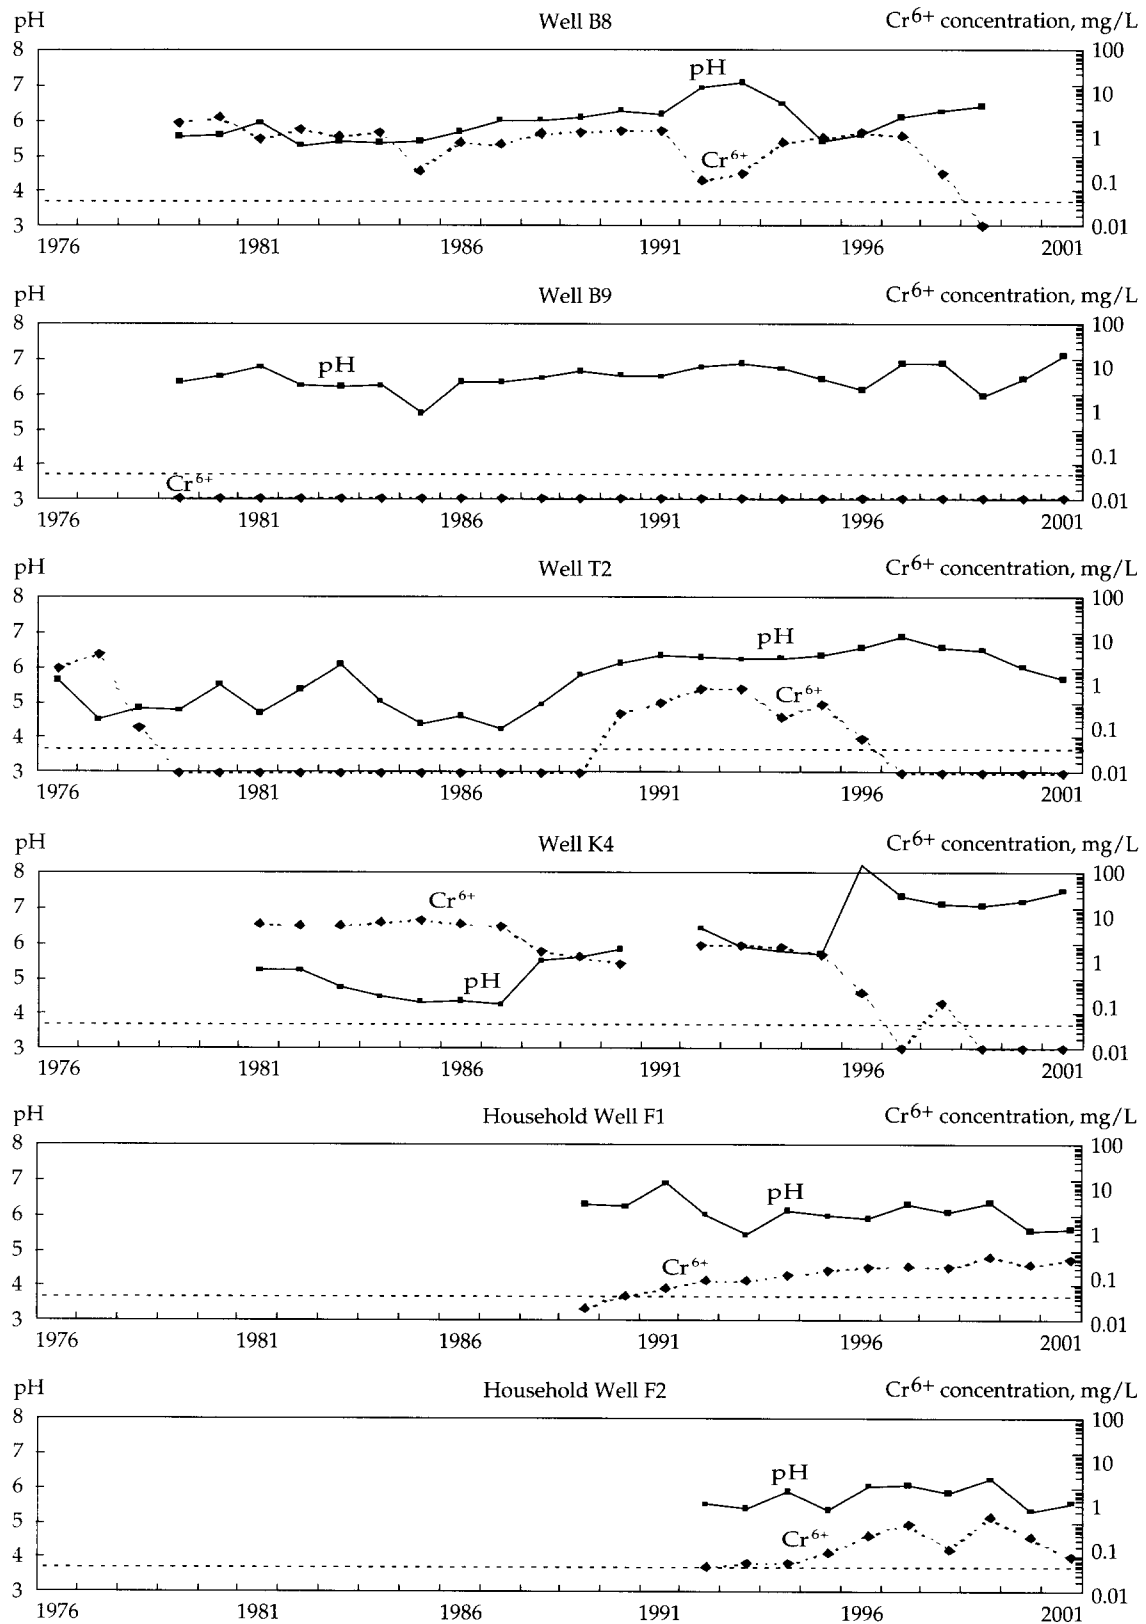 pH Well B8 Cr6+ concentration, mg/L
8 100
7 pH 10
6 1
5 Cr6+
4 0.1
3 0.01
1976 1981 1986 1991 1996 2001
pH Well B9 Cr6+ concentration, mg/L
8 100
7 pH 10
6 1
5
4 0.1
3 Cr6+ 0.01
1976 1981 1986 1991 1996 2001
pH Well T2 Cr6+ concentration, mg/L
8 100
7 pH 10
6 1
5 Cr6+
4 0.1
3 0.01
1976 1981 1986 1991 1996 2001
pH Well K4 Cr6+ concentration, mg/L
8 100
7 Cr6+ 10
6 1
5 pH
4 0.1
3 0.01
1976 1981 1986 1991 1996 2001
pH Household Well F1 Cr6+ concentration, mg/L
8 100
7 pH 10
6 1
5 Cr6+
4 0.1
3 0.01
1976 1981 1986 1991 1996 2001
pH Household Well F2 Cr6+ concentration, mg/L
8 100
7 pH 10
6 1
5 Cr6+
4 0.1
3 0.01
1976 1981 1986 1991 1996 2001